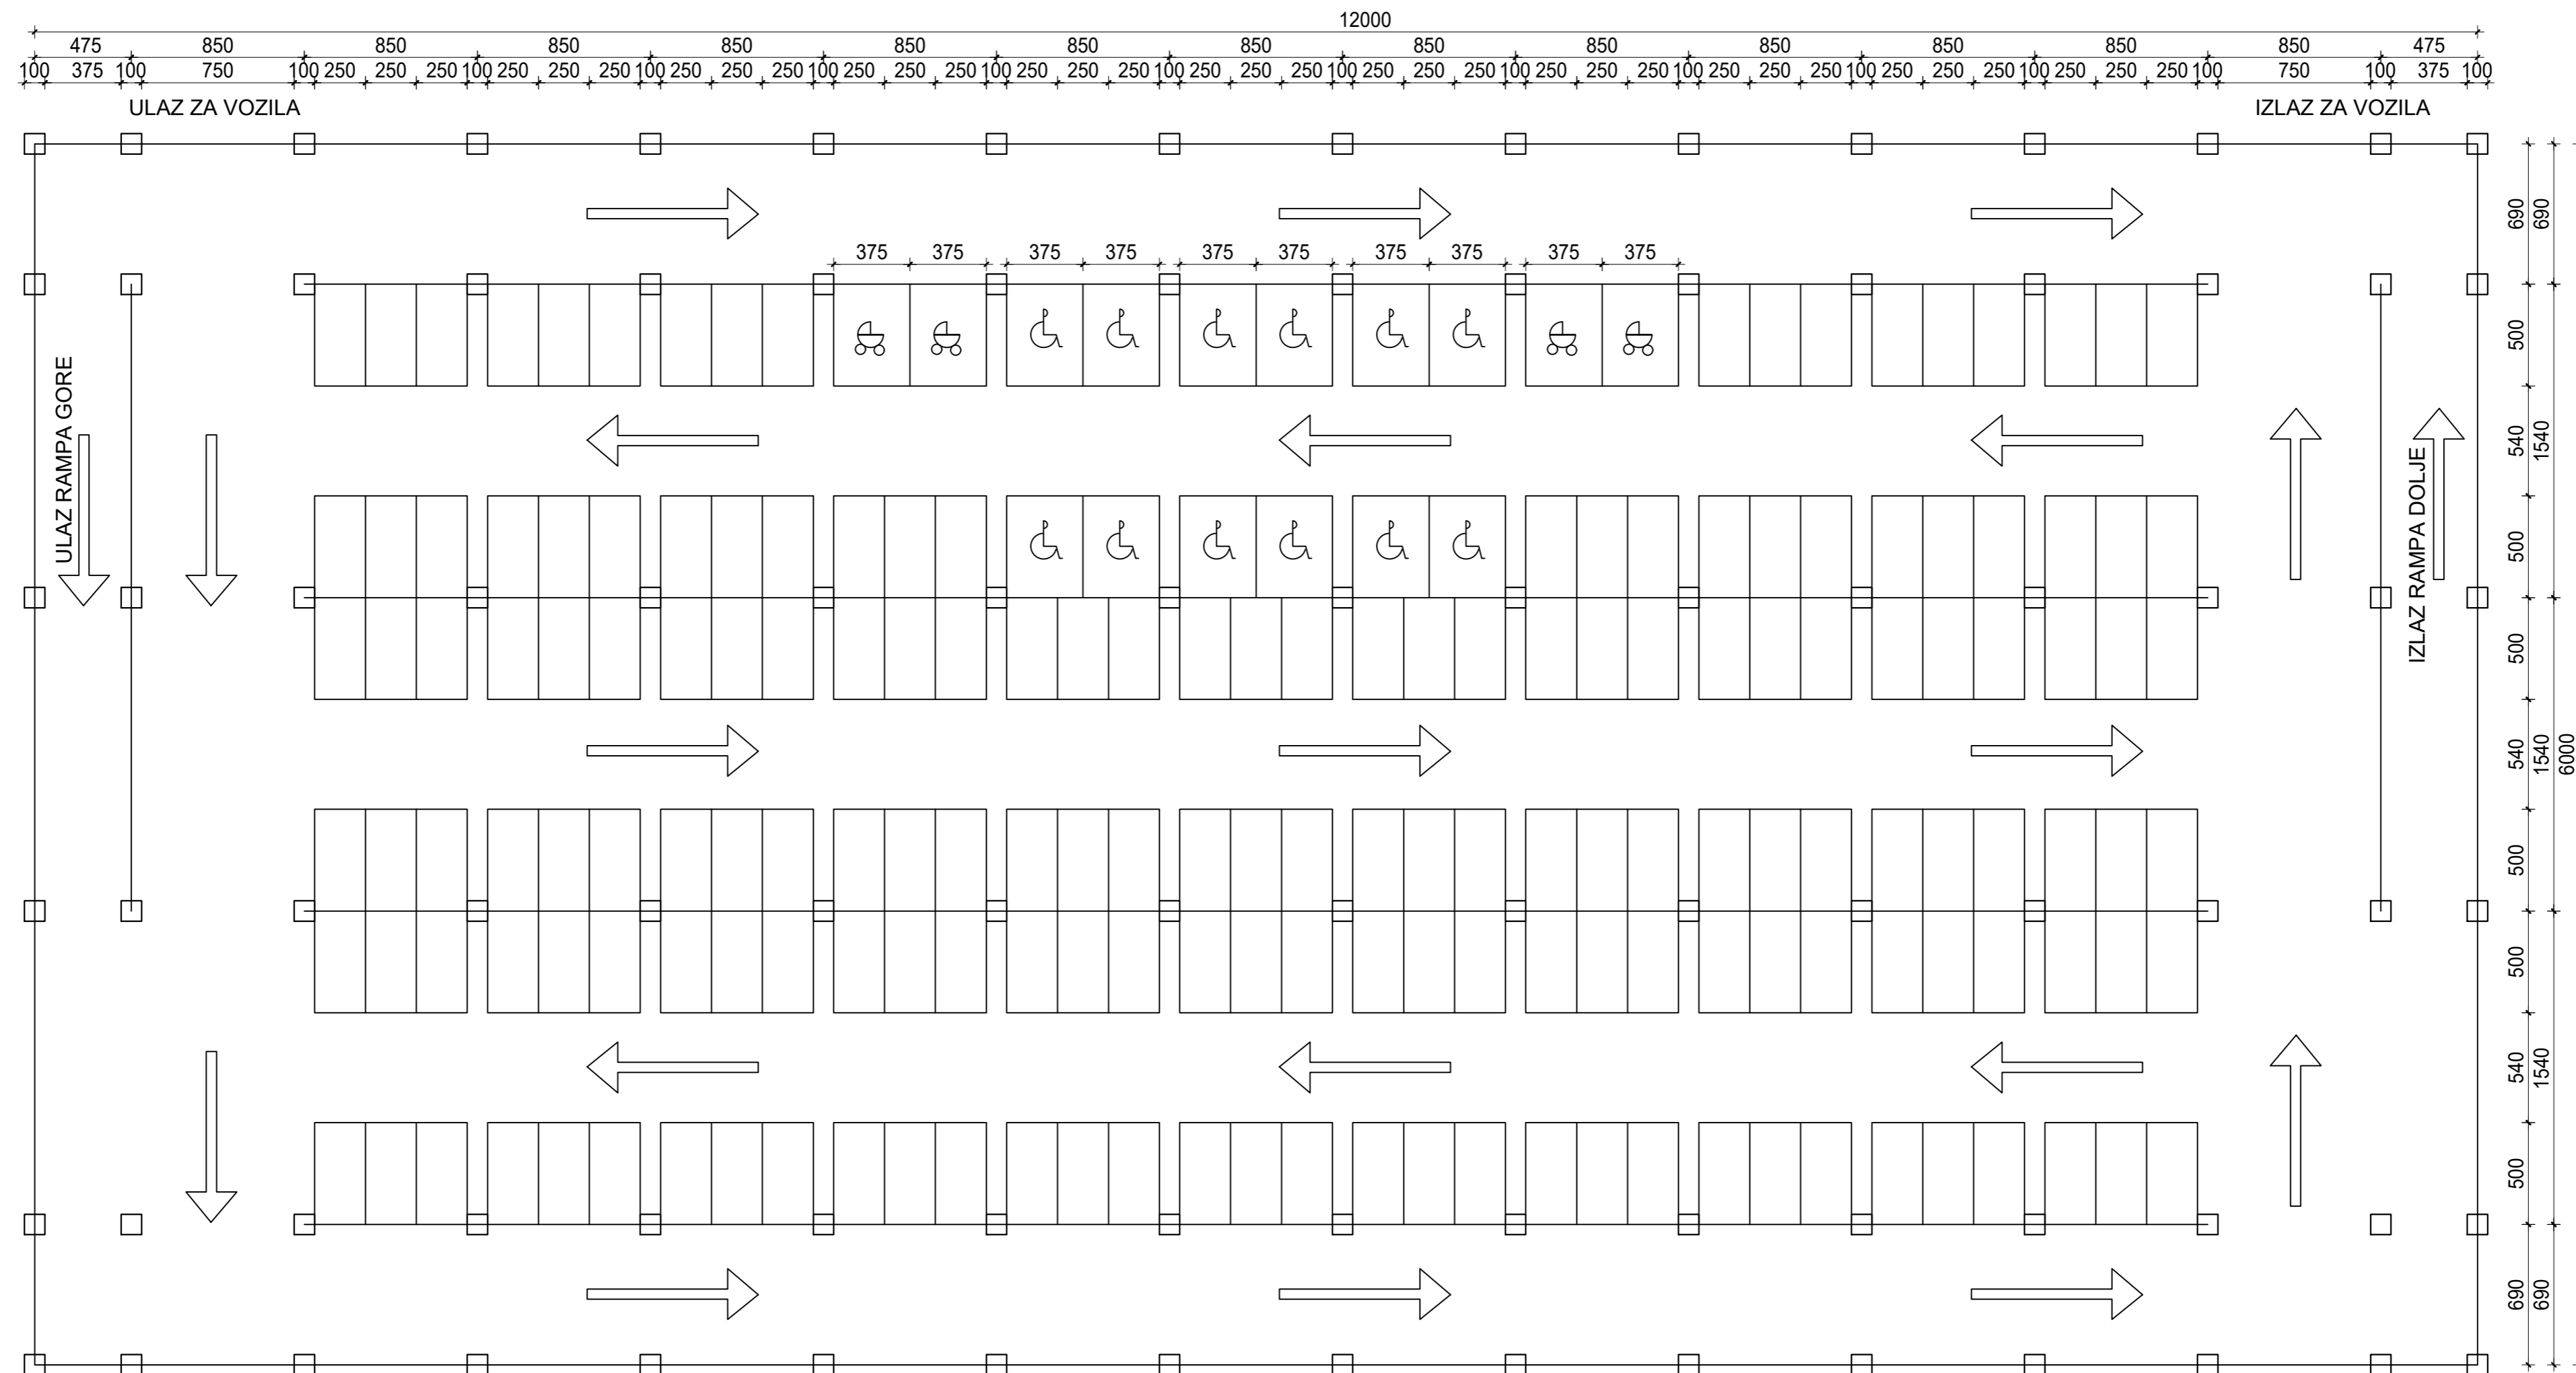 12000
475 850 850 850 850 850 850 850 850 850 850 850 850 850 475
100 375 100 750 100 250 250 250 100 250 250 250 100 250 250 250 100 250 250 250 100 250 250 250 100 250 250 250 100 250 250 250 100 250 250 250 100 250 250 250 100 250 250 250 100 250 250 250 100 750 100 375 100
ULAZ ZA VOZILA
IZLAZ ZA VOZILA
375 375 375 375 375 375 375 375 375 375
ULAZ RAMPA GORE
IZLAZ RAMPA DOLJE
690 500 540 500 500 540 500 500 540 500 690
690 1540 1540 1540 690
6000